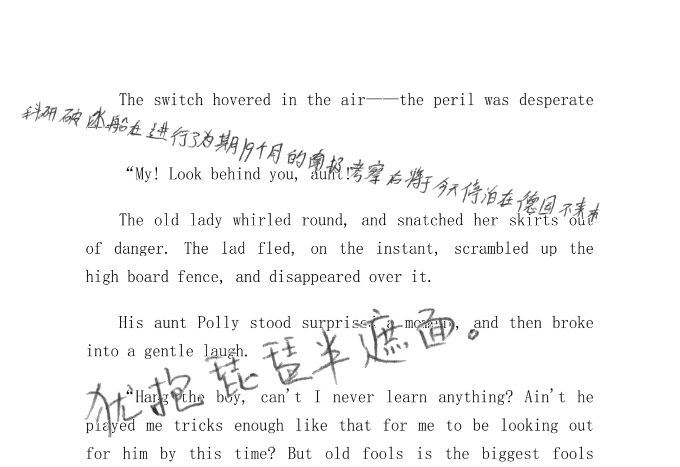 The switch hovered in the air——the peril was desperate
科研破冰船在进行了为期19个月的南极考察后将于今天停泊在德国不来
“My! Look behind you, aunt!”
The old lady whirled round, and snatched her skirts out
of danger. The lad fled, on the instant, scrambled up the
high board fence, and disappeared over it.
His aunt Polly stood surprised a moment, and then broke
into a gentle laugh.
犹抱琵琶半遮面。
“Hang the boy, can't I never learn anything? Ain't he
played me tricks enough like that for me to be looking out
for him by this time? But old fools is the biggest fools